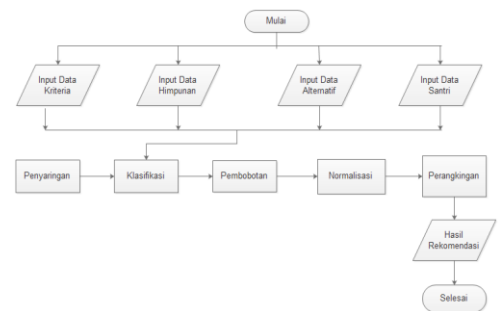 Mulai
Input Data
Kriteria
Input Data
Himpunan
Input Data
Alternatif
Input Data
Santri
Penyaringan
Klasifikasi
Pembobotan
Normalisasi
Perangkingan
Hasil
Rekomendasi
Selesai